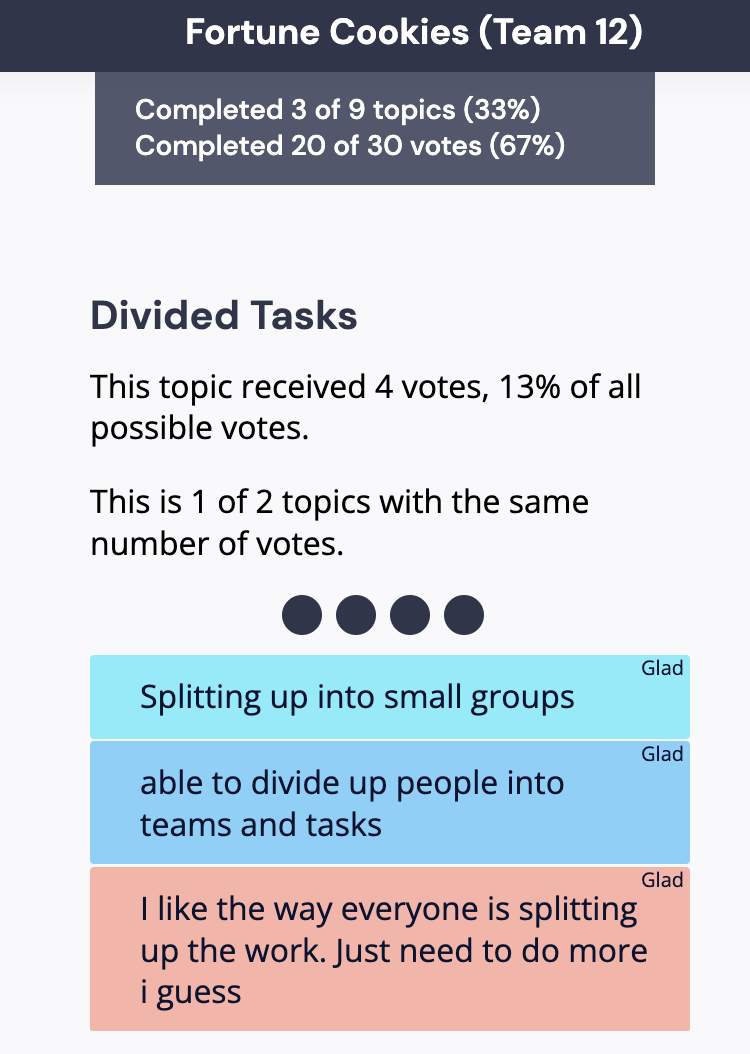 Fortune Cookies (Team 12)
Completed 3 of 9 topics (33%)
Completed 20 of 30 votes (67%)
Divided Tasks
This topic received 4 votes, 13% of all
possible votes.
This is 1 of 2 topics with the same
number of votes.
Glad
Splitting up into small groups
Glad
able to divide up people into
teams and tasks
Glad
I like the way everyone is splitting
up the work. Just need to do more
i guess